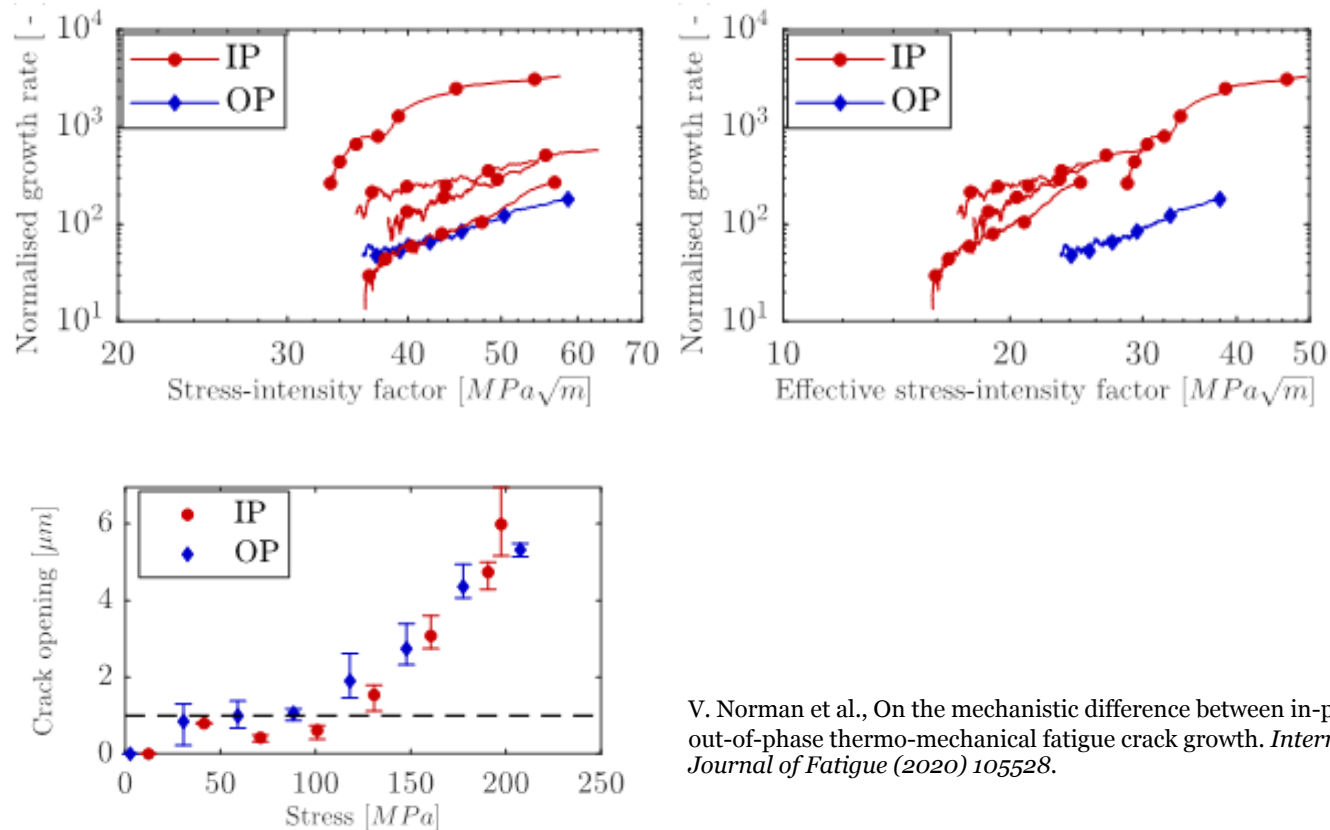 10^4
10^3
10^2
10^1
Normalised growth rate [ -
IP
OP
20 30 40 50 60 70
Stress-intensity factor [MPa√m]
10^4
10^3
10^2
10^1
Normalised growth rate [ -
IP
OP
10 20 30 40 50
Effective stress-intensity factor [MPa√m]
6
4
2
0
Crack opening [μm]
IP
OP
0 50 100 150 200 250
Stress [MPa]
V. Norman et al., On the mechanistic difference between in-p
out-of-phase thermo-mechanical fatigue crack growth. Intern
Journal of Fatigue (2020) 105528.